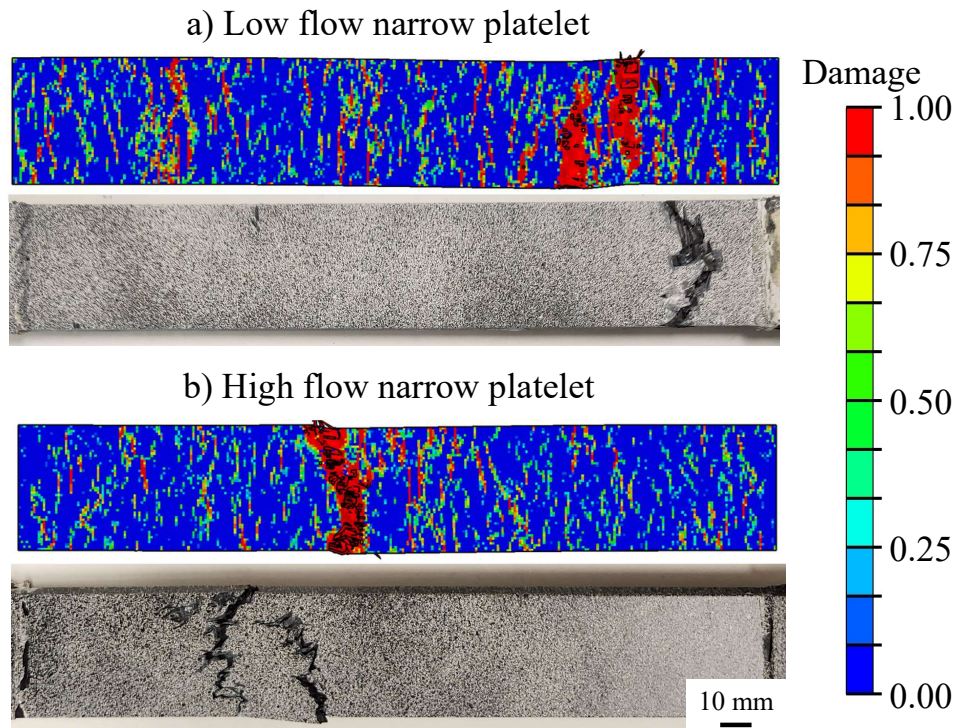 a) Low flow narrow platelet
Damage
1.00
0.75
0.50
0.25
0.00
b) High flow narrow platelet
10 mm